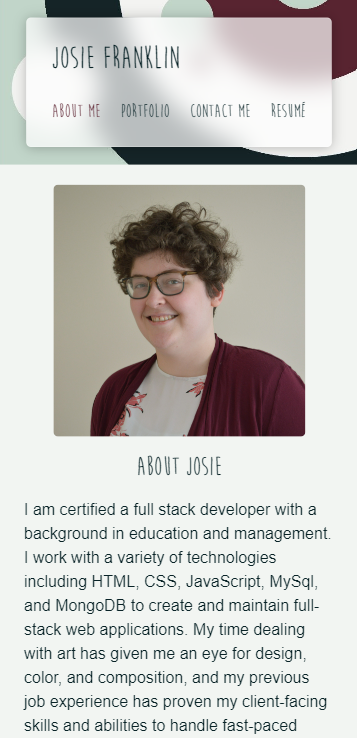 JOSIE FRANKLIN
ABOUT ME PORTFOLIO CONTACT ME RESUMÉ
ABOUT JOSIE
I am certified a full stack developer with a
background in education and management.
I work with a variety of technologies
including HTML, CSS, JavaScript, MySql,
and MongoDB to create and maintain full-
stack web applications. My time dealing
with art has given me an eye for design,
color, and composition, and my previous
job experience has proven my client-facing
skills and abilities to handle fast-paced